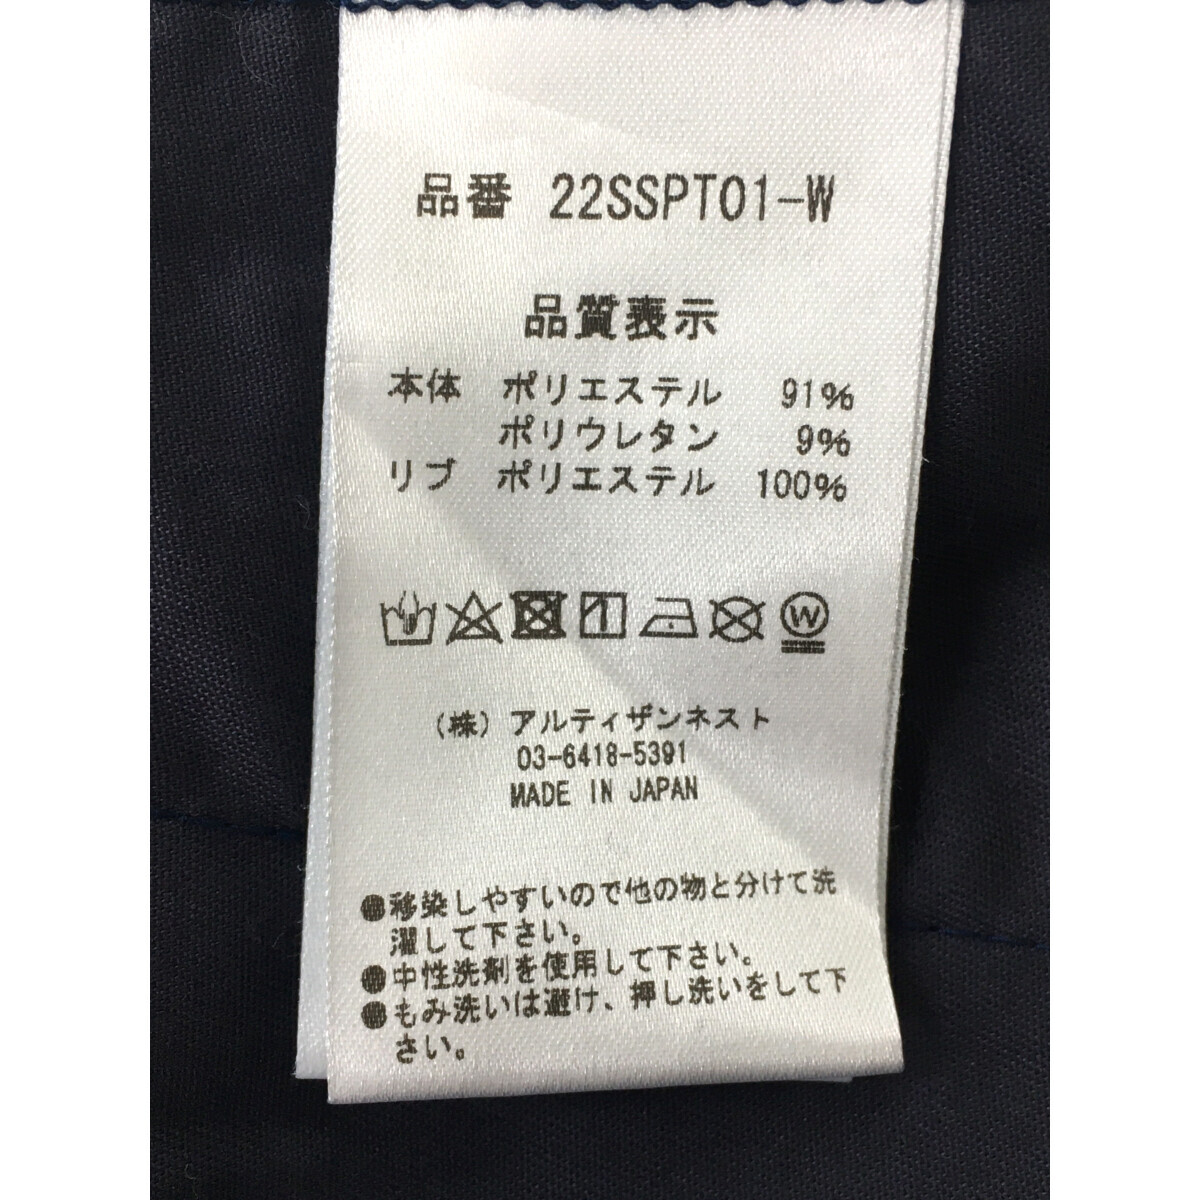 品番 22SSPT01-W
品質表示
本体 ポリエステル 91%
ポリウレタン 9%
リブ ポリエステル 100%
W
(株)アルティザンネスト
03-6418-5391
MADE IN JAPAN
●移染しやすいので他の物と分けて洗
濯して下さい。
●中性洗剤を使用して下さい。
●もみ洗いは避け、押し洗いをして下
さい。